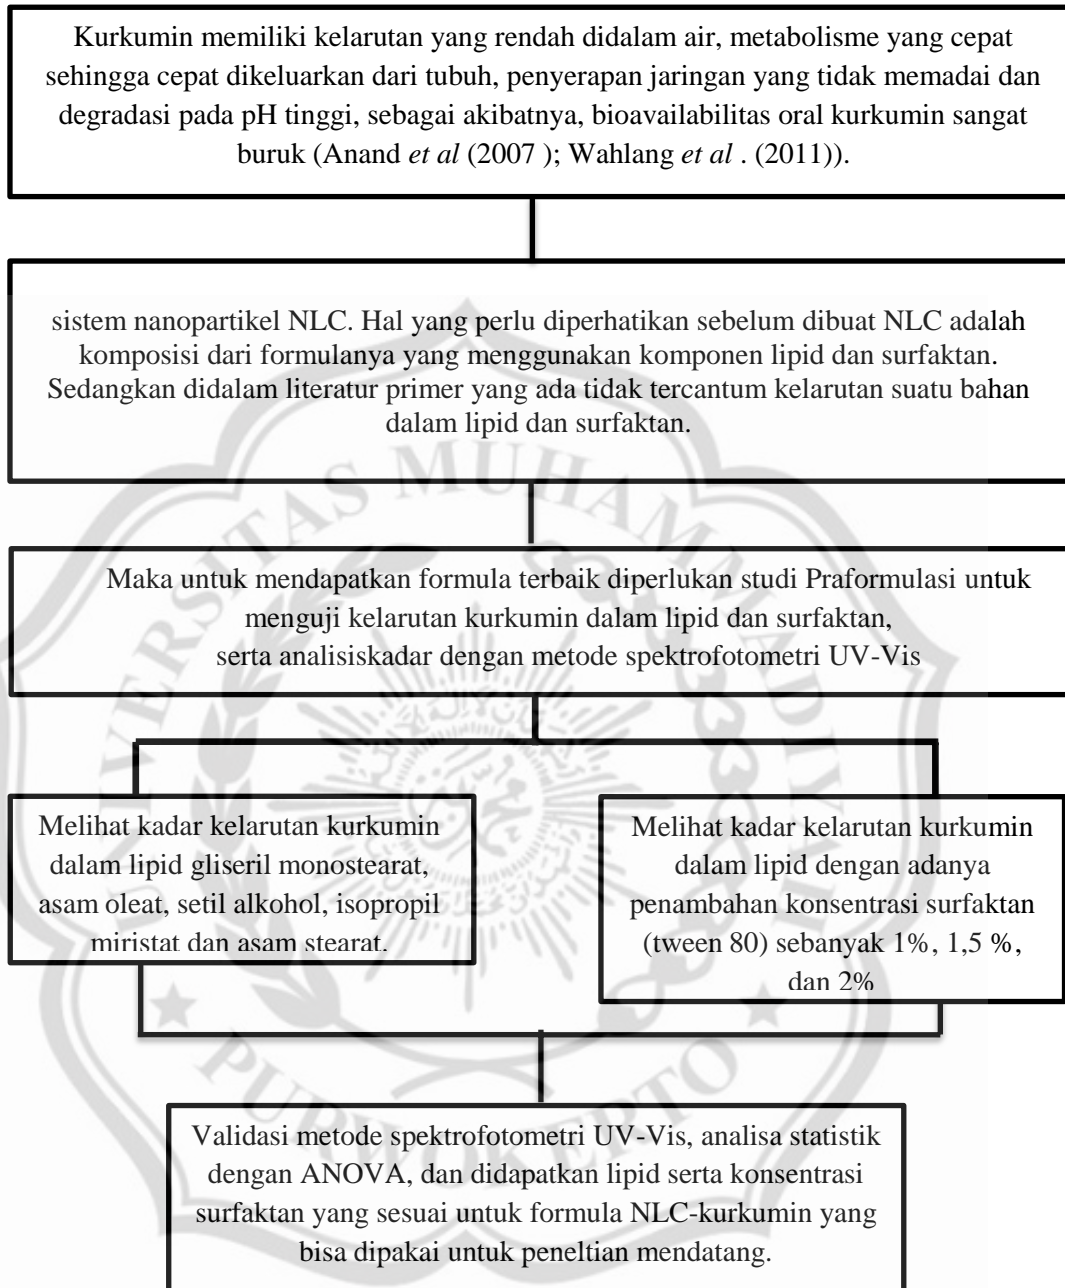 Kurkumin memiliki kelarutan yang rendah didalam air, metabolisme yang cepat
sehingga cepat dikeluarkan dari tubuh, penyerapan jaringan yang tidak memadai dan
degradasi pada pH tinggi, sebagai akibatnya, bioavailabilitas oral kurkumin sangat
buruk (Anand et al (2007 ); Wahlang et al . (2011)).
sistem nanopartikel NLC. Hal yang perlu diperhatikan sebelum dibuat NLC adalah
komposisi dari formulanya yang menggunakan komponen lipid dan surfaktan.
Sedangkan didalam literatur primer yang ada tidak tercantum kelarutan suatu bahan
dalam lipid dan surfaktan.
Maka untuk mendapatkan formula terbaik diperlukan studi Praformulasi untuk
menguji kelarutan kurkumin dalam lipid dan surfaktan,
serta analisiskadar dengan metode spektrofotometri UV-Vis
Melihat kadar kelarutan kurkumin
dalam lipid gliseril monostearat,
asam oleat, setil alkohol, isopropil
miristat dan asam stearat.
Melihat kadar kelarutan kurkumin
dalam lipid dengan adanya
penambahan konsentrasi surfaktan
(tween 80) sebanyak 1%, 1,5 %,
dan 2%
Validasi metode spektrofotometri UV-Vis, analisa statistik
dengan ANOVA, dan didapatkan lipid serta konsentrasi
surfaktan yang sesuai untuk formula NLC-kurkumin yang
bisa dipakai untuk peneltian mendatang.
UNIVERSITAS MUHAMMADIYAH
PURWOKERTO